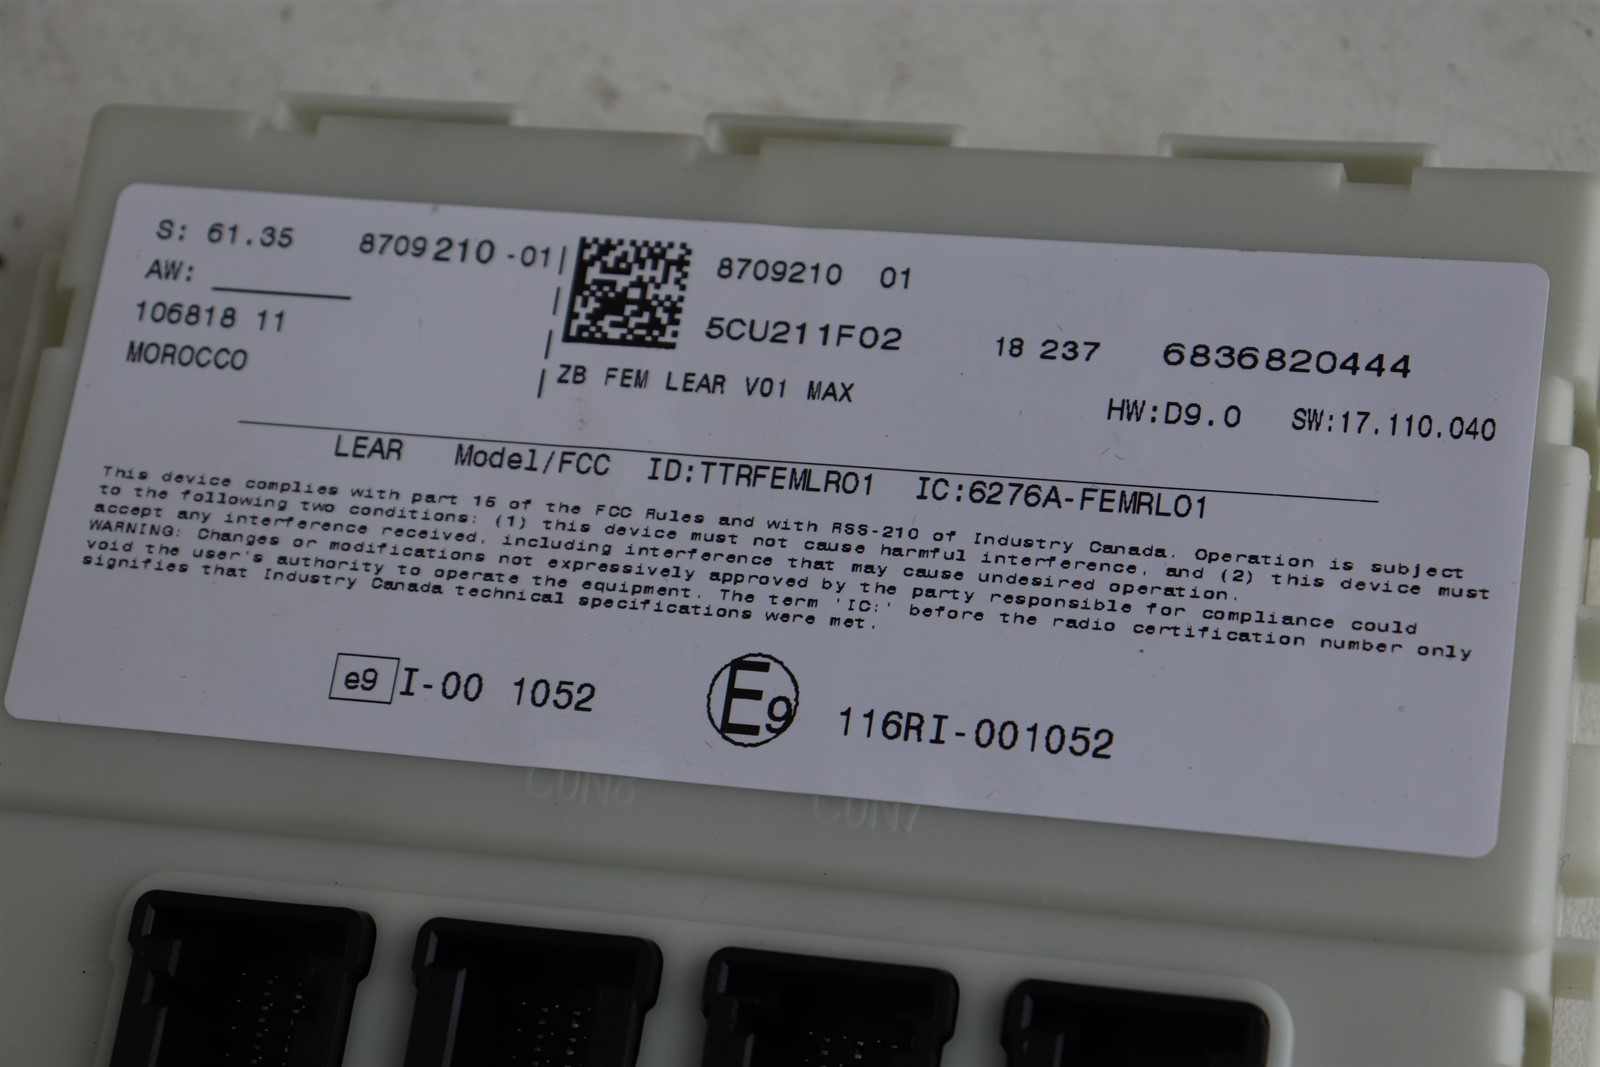 S: 61.35 8709210 -01
AW:
106818 11
MOROCCO
8709210 01
5CU211F02 18 237 6836820444
ZB FEM LEAR V01 MAX HW:D9.0 SW:17.110.040
LEAR Model/FCC ID:TTRFEMLR01 IC:6276A-FEMRL01
This device complies with part 15 of the FCC Rules and with RSS-210 of Industry Canada. Operation is subject
to the following two conditions: (1) this device must not cause harmful interference, and (2) this device must
accept any interference received, including interference that may cause undesired operation.
WARNING: Changes or modifications not expressively approved by the party responsible for compliance could
void the user's authority to operate the equipment. The term 'IC:' before the radio certification number only
signifies that Industry Canada technical specifications were met.
e9 I-00 1052 E9 116RI-001052
CON8 CON7